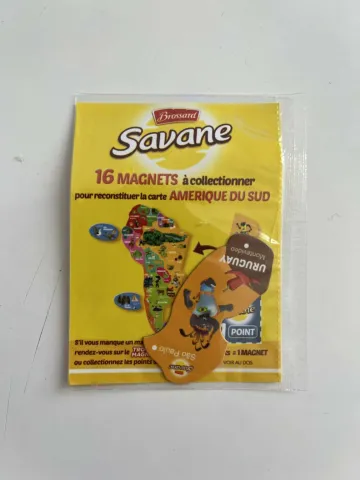 Brossard
Savane
16 MAGNETS à collectionner
pour reconstituer la carte AMERIQUE DU SUD
URUGUAY
Montevideo
POINT
São Paulo
S'il vous manque un
rendez-vous sur le
= 1 MAGNET
ou collectionnez les points